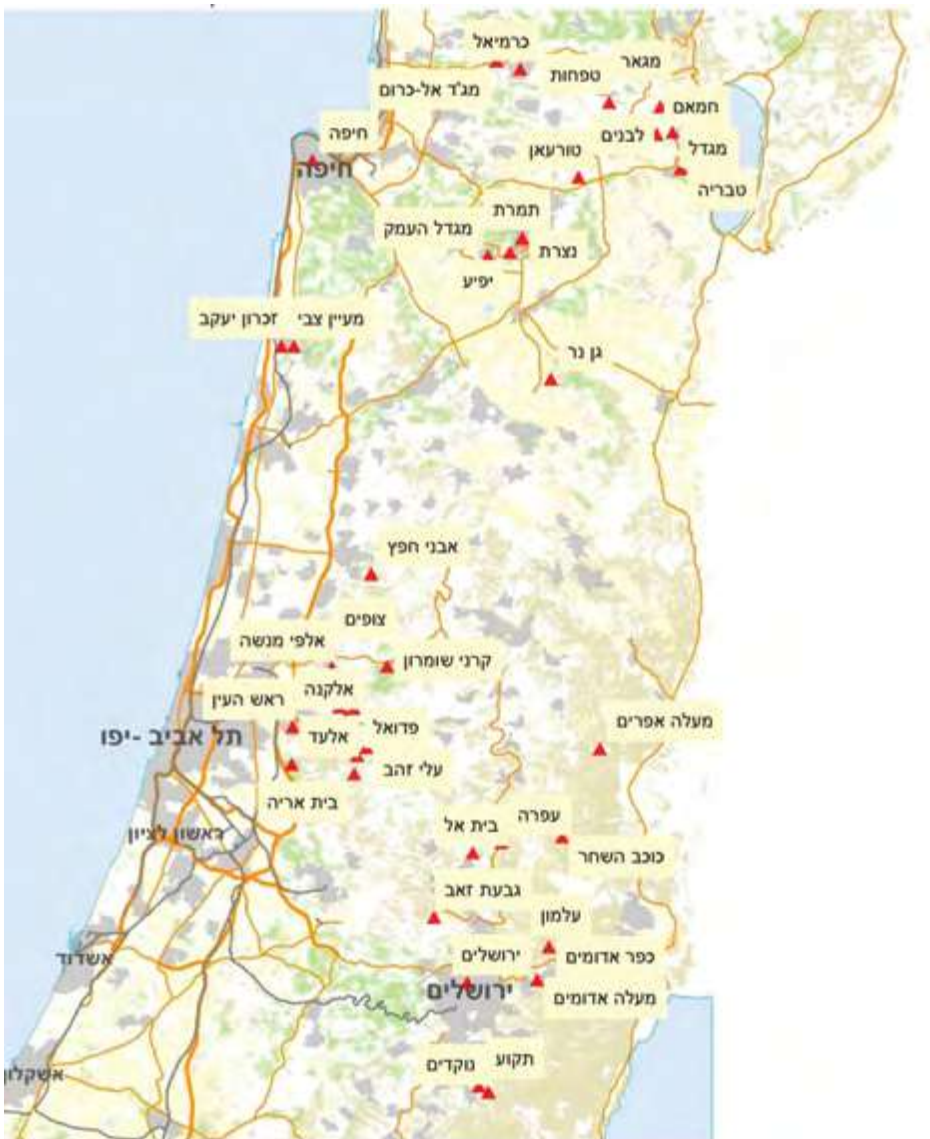 כרמיאל
מגאר
טפחות
מג'ד אל-כרום
חמאם
חיפה
לבנים
טורעאן
מגדל
חיפה
טבריה
תמרת
מגדל העמק
נצרת
יפיע
זכרון יעקב
מעיין צבי
גן נר
אבני חפץ
צופים
אלפי מנשה
קרני שומרון
אלקנה
ראש העין
מעלה אפרים
פדואל
אלעד
תל אביב -יפו
עלי זהב
בית אריה
עפרה
בית אל
ראשון לציון
כוכב השחר
גבעת זאב
עלמון
ירושלים
כפר אדומים
אשדוד
ירושלים
מעלה אדומים
תקוע
נוקדים
אשקלון